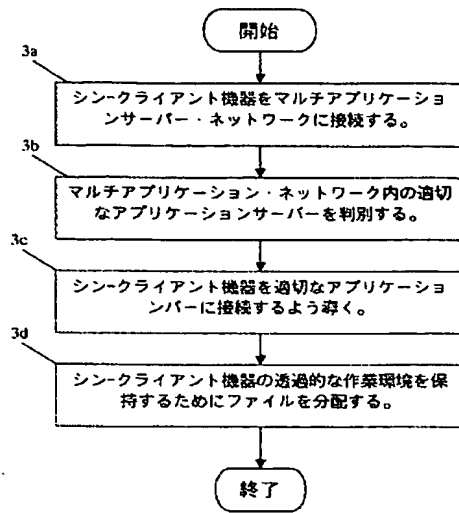 開始
3a
シン-クライアント機器をマルチアプリケーション
サーバー・ネットワークに接続する。
3b
マルチアプリケーション・ネットワーク内の適切
なアプリケーションサーバーを判別する。
3c
シン-クライアント機器を適切なアプリケーショ
ンバーに接続するよう導く。
3d
シン-クライアント機器の透過的な作業環境を保
持するためにファイルを分配する。
終了